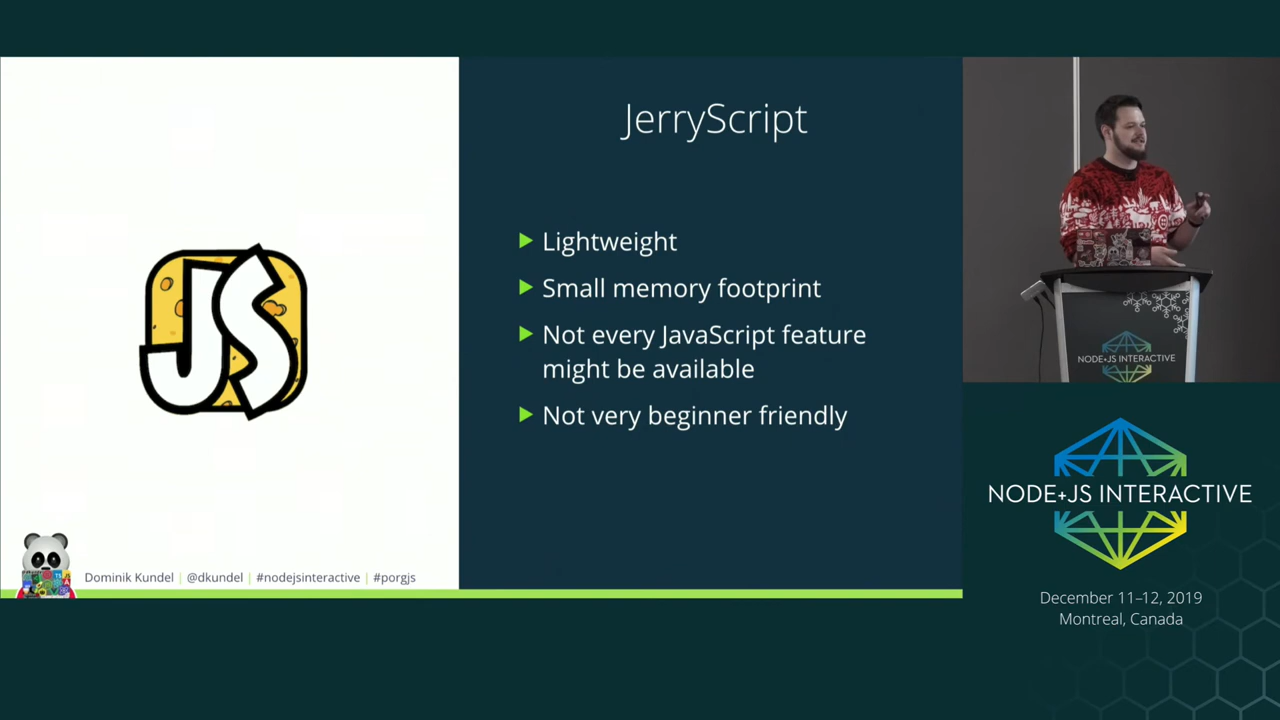 JerryScript
Lightweight
Small memory footprint
Not every JavaScript feature
might be available
Not very beginner friendly
JS
Dominik Kundel | @dkundel | #nodejsinteractive | #porgjs
NODE+JS INTERACTIVE
NODE+JS INTERACTIVE
December 11–12, 2019
Montreal, Canada